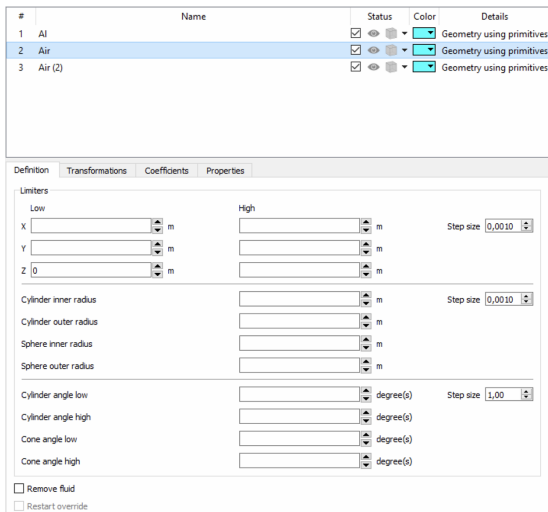 # Name Status Color Details
1 Al Geometry using primitives
2 Air Geometry using primitives
3 Air (2) Geometry using primitives
Definition Transformations Coefficients Properties
Limiters
Low High
X m m Step size 0,0010
Y m m
Z 0 m m
Cylinder inner radius m Step size 0,0010
Cylinder outer radius m
Sphere inner radius m
Sphere outer radius m
Cylinder angle low degree(s) Step size 1,00
Cylinder angle high degree(s)
Cone angle low degree(s)
Cone angle high degree(s)
Remove fluid
Restart override